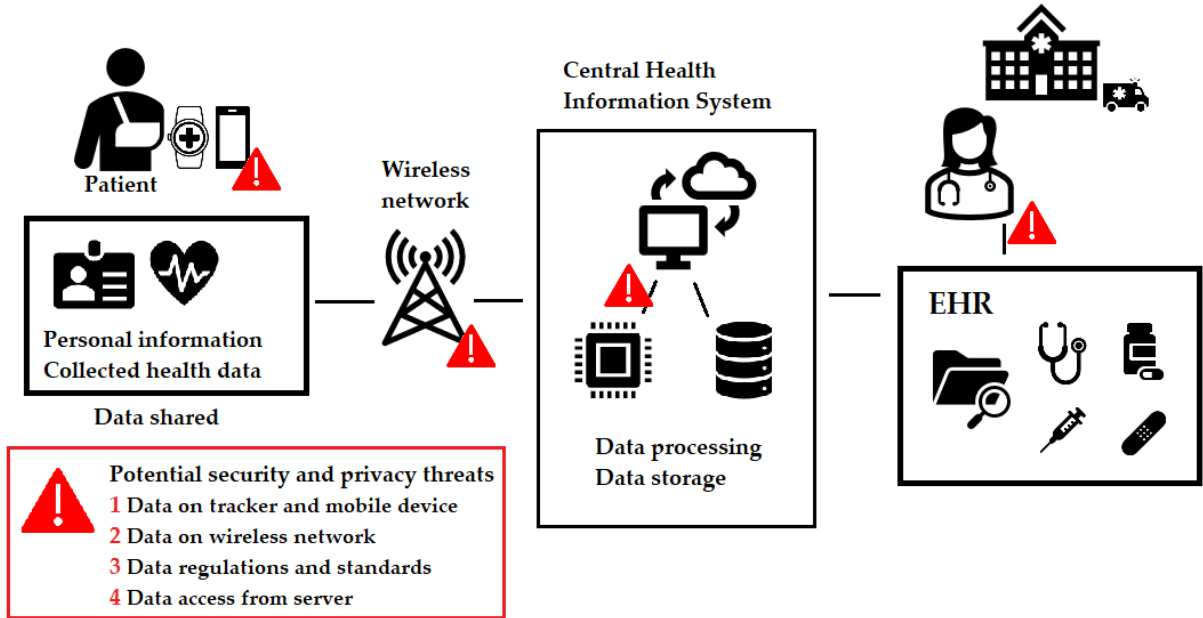 Patient
Personal information
Collected health data
Data shared
Wireless
network
Central Health
Information System
Data processing
Data storage
EHR
Potential security and privacy threats
1 Data on tracker and mobile device
2 Data on wireless network
3 Data regulations and standards
4 Data access from server